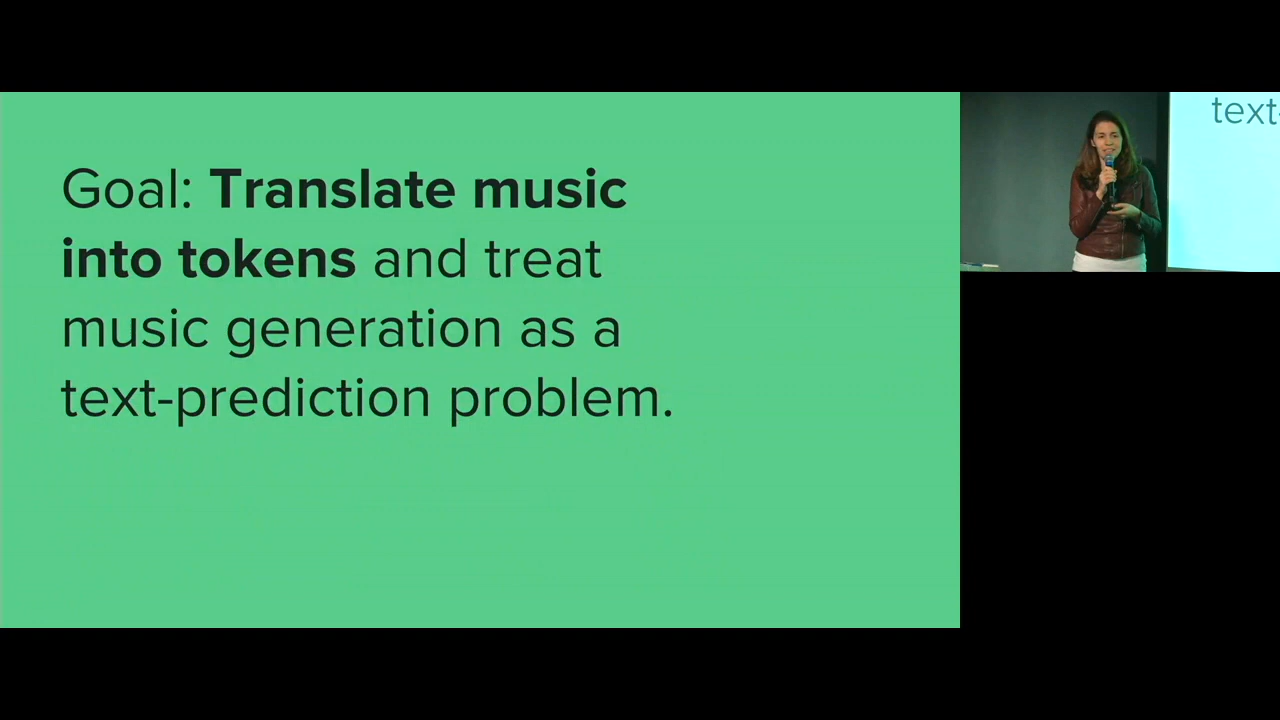 Goal: Translate music
into tokens and treat
music generation as a
text-prediction problem.
text-